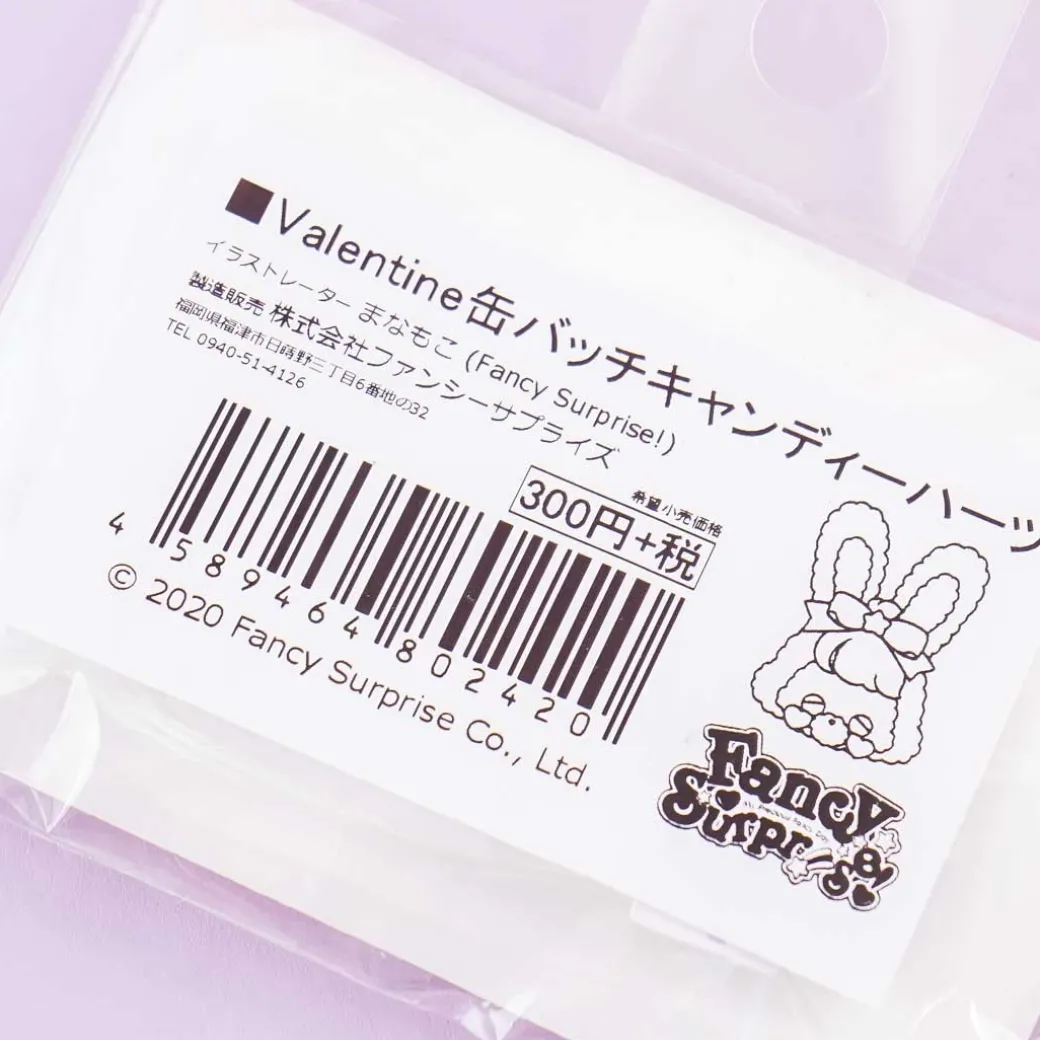 ■Valentine缶バッチキャンディーハーツ
イラストレーター まなもこ (Fancy Surprise!)
製造販売 株式会社ファンシーサプライズ
福岡県福津市日蒔野三丁目6番地の32
TEL 0940-51-4126
希望小売価格
300円+税
4 589464 802420
© 2020 Fancy Surprise Co., Ltd.
Fancy
Surprise!